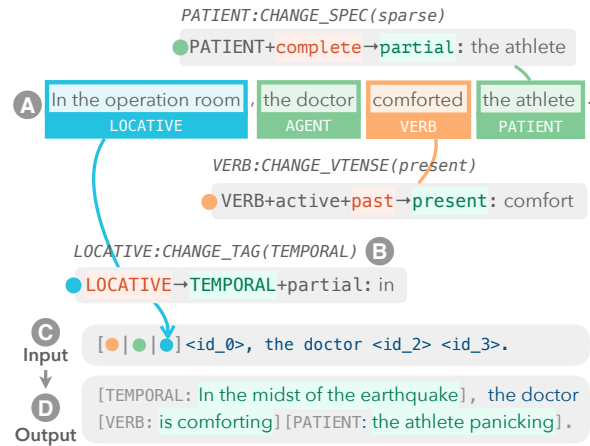 PATIENT:CHANGE_SPEC(sparse)
PATIENT+complete→partial: the athlete
A In the operation room, the doctor comforted the athlete.
LOCATIVE AGENT VERB PATIENT
VERB:CHANGE_VTENSE(present)
VERB+active+past→present: comfort
LOCATIVE:CHANGE_TAG(TEMPORAL) B
LOCATIVE→TEMPORAL+partial: in
C
Input
[ | | ]<id_0>, the doctor <id_2> <id_3>.
D
Output
[TEMPORAL: In the midst of the earthquake], the doctor
[VERB: is comforting][PATIENT: the athlete panicking].